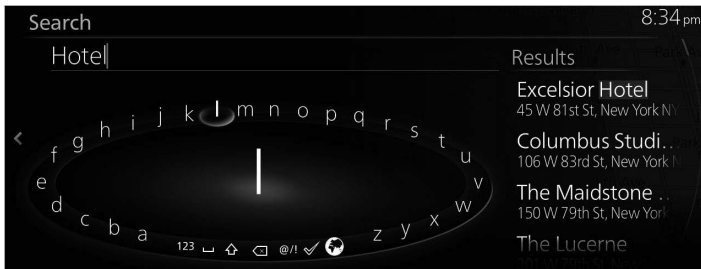 Search
8:34 pm
Hotel
Results
Excelsior Hotel
45 W 81st St, New York NY
Columbus Studi..
106 W 83rd St, New York N
The Maidstone ..
150 W 79th St, New York
The Lucerne
a b c d e f g h i j k l m n o p q r s t u v w x y z
l
123 @/!